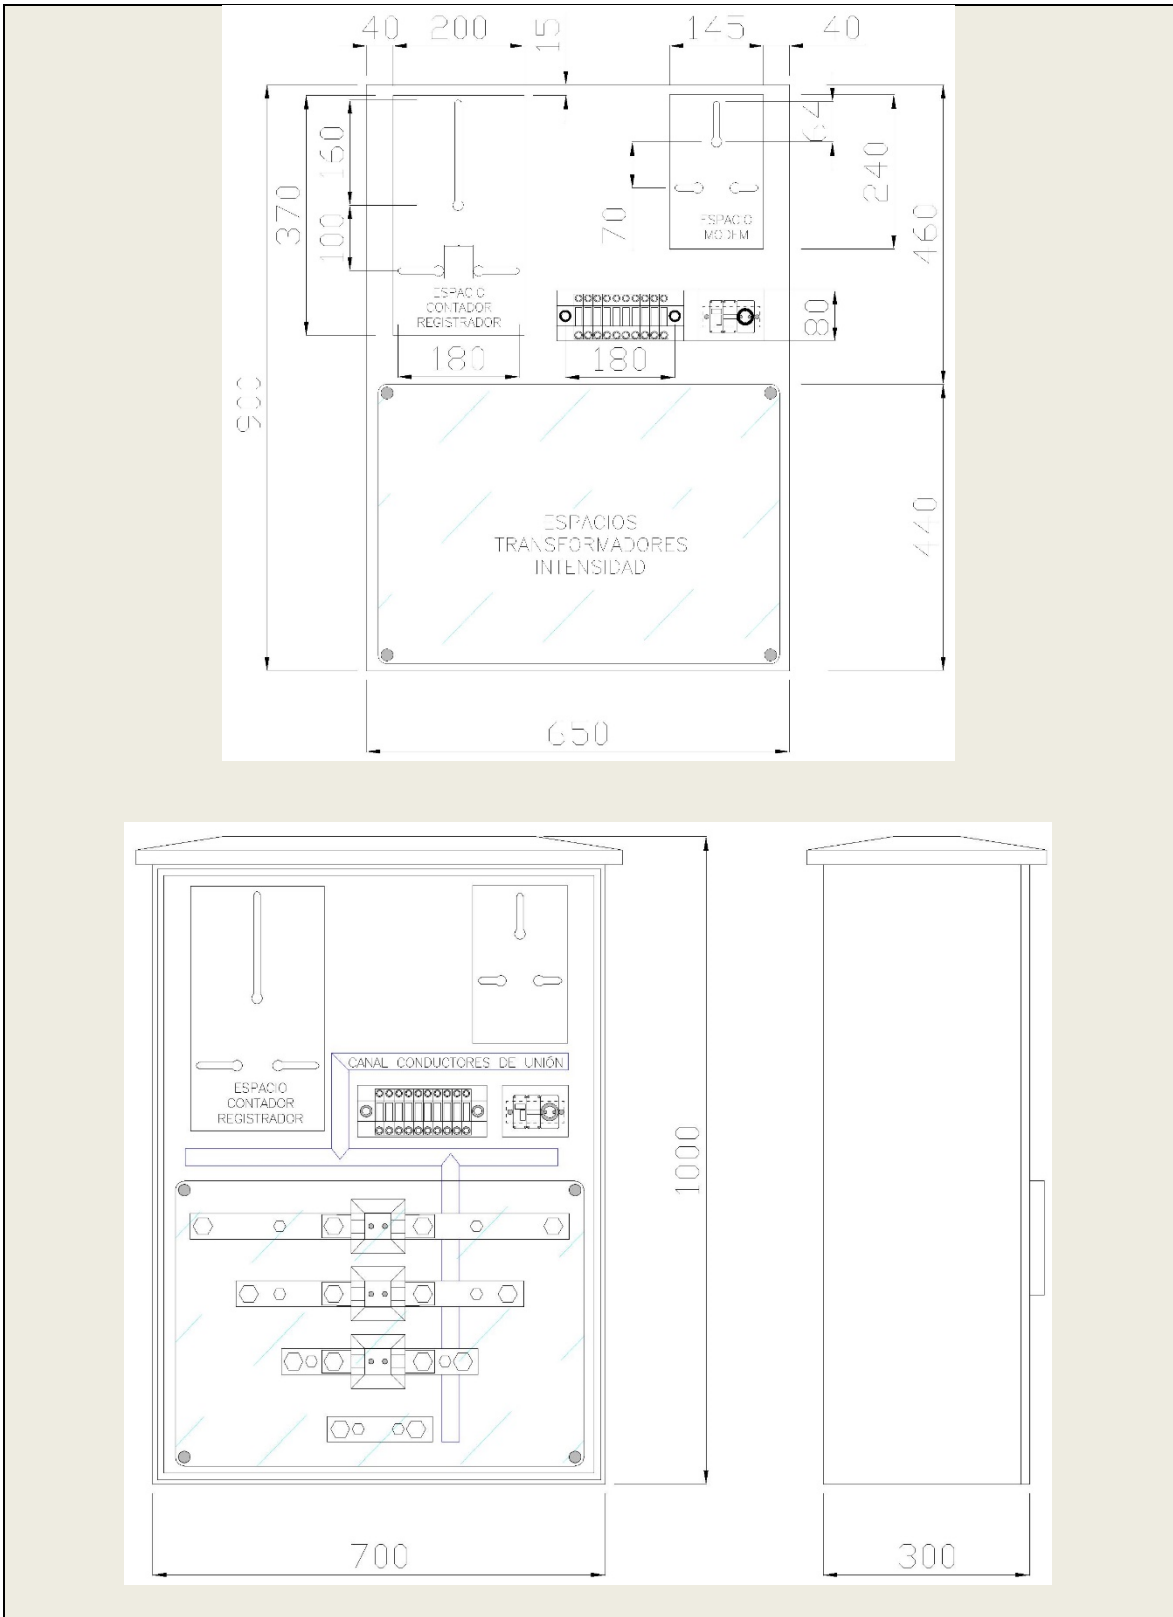 40 200 15 145 40
64
160
240
370
100
70
460
ESPACIO
MODEM
ESPACIO
CONTADOR
REGISTRADOR
80
180 180
900
440
ESPACIOS
TRANSFORMADORES
INTENSIDAD
650
CANAL CONDUCTORES DE UNIÓN
ESPACIO
CONTADOR
REGISTRADOR
1000
700 300